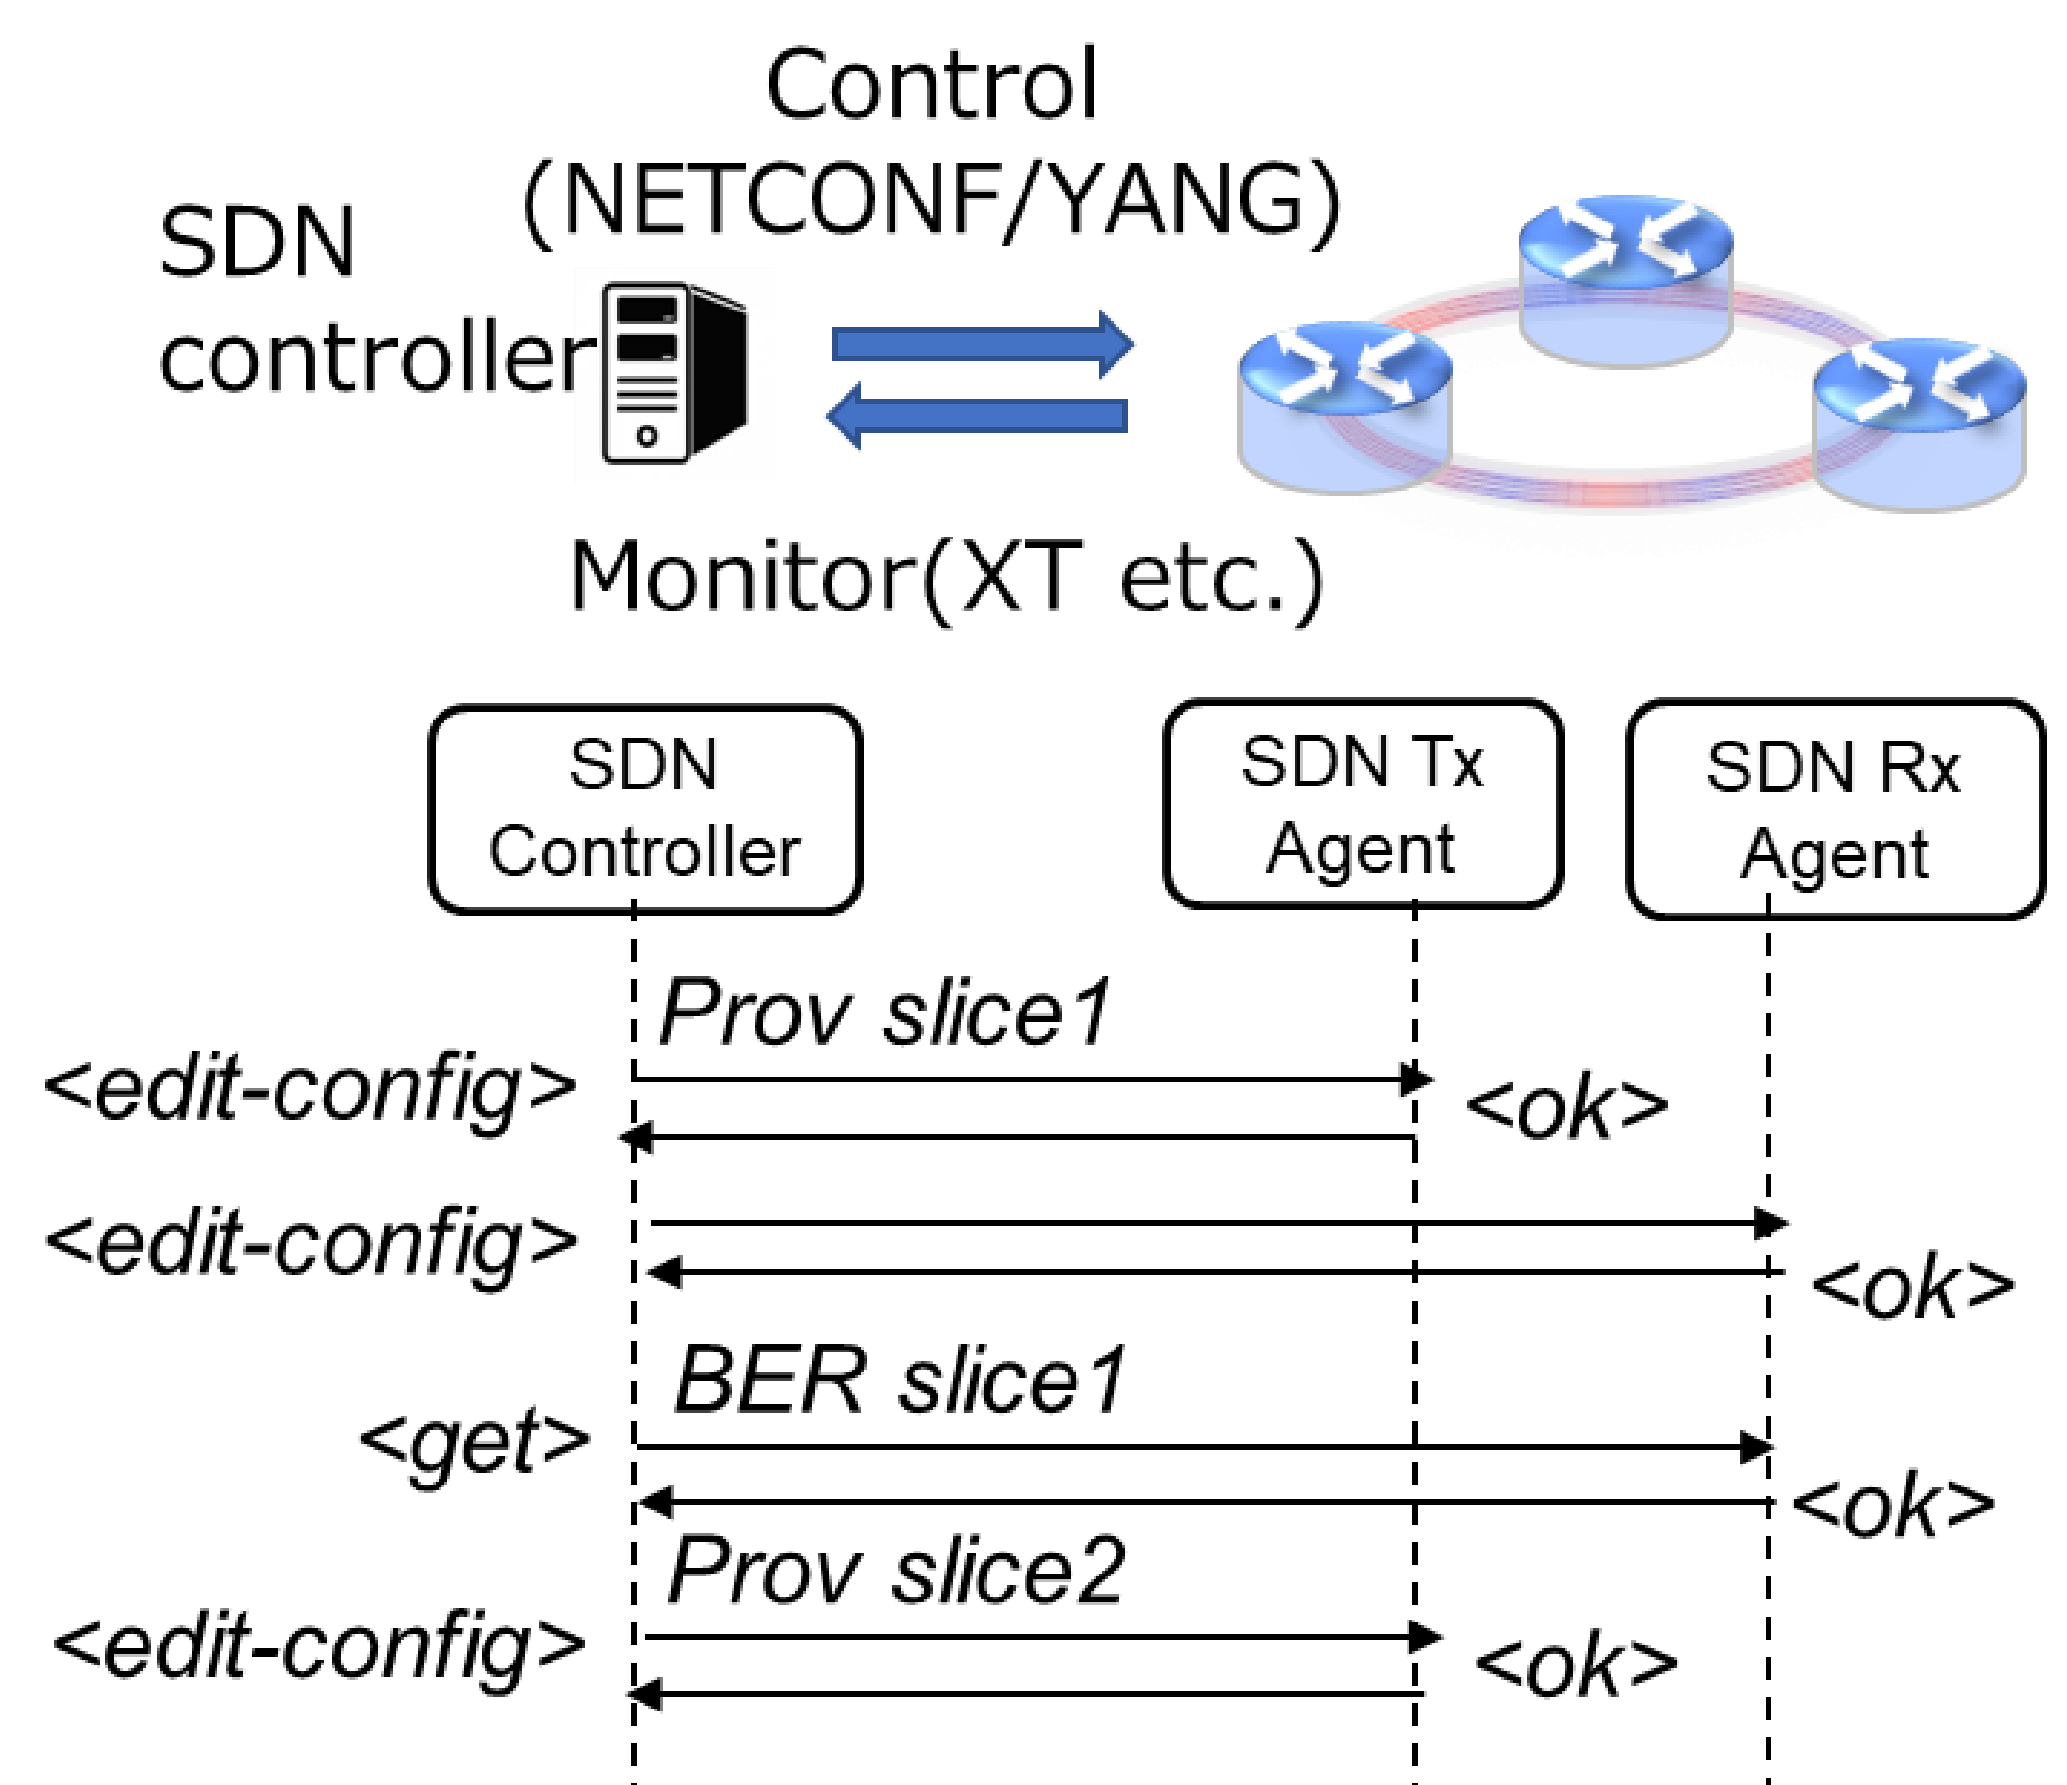 Control
(NETCONF/YANG)
SDN
controller
Monitor(XT etc.)
SDN
Controller
SDN Tx
Agent
SDN Rx
Agent
Prov slice1
<edit-config>
<ok>
<edit-config>
<ok>
BER slice1
<get>
<ok>
Prov slice2
<edit-config>
<ok>